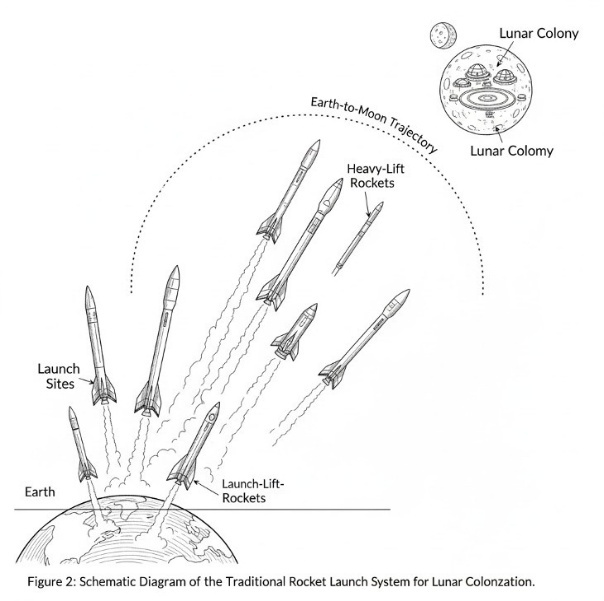 Lunar Colony
Earth-to-Moon Trajectory
Lunar Colomy
Heavy-Lift
Rockets
Launch
Sites
Launch-Lift-
Rockets
Earth
Figure 2: Schematic Diagram of the Traditional Rocket Launch System for Lunar Colonzation.